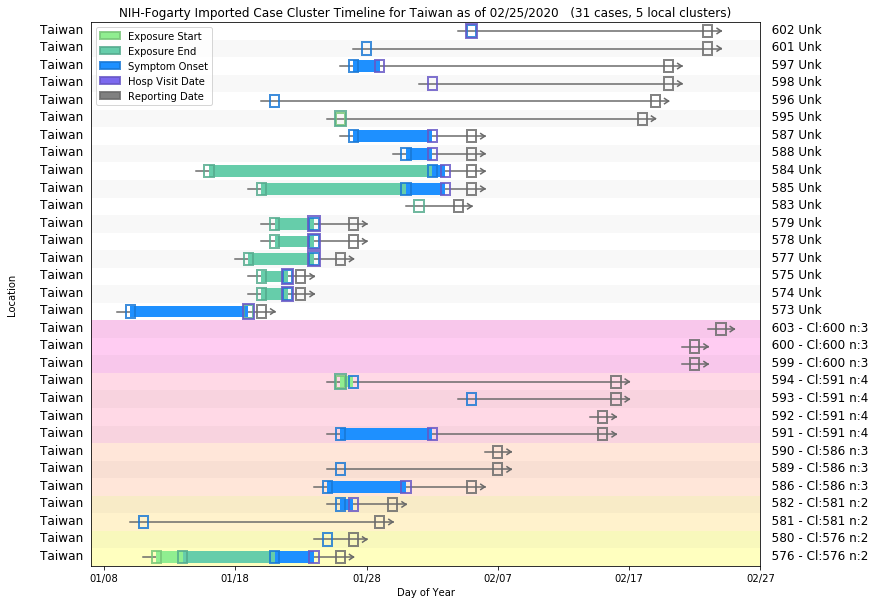 NIH-Fogarty Imported Case Cluster Timeline for Taiwan as of 02/25/2020   (31 cases, 5 local clusters)
Exposure Start
Exposure End
Symptom Onset
Hosp Visit Date
Reporting Date
Location
Taiwan 602 Unk
Taiwan 601 Unk
Taiwan 597 Unk
Taiwan 598 Unk
Taiwan 596 Unk
Taiwan 595 Unk
Taiwan 587 Unk
Taiwan 588 Unk
Taiwan 584 Unk
Taiwan 585 Unk
Taiwan 583 Unk
Taiwan 579 Unk
Taiwan 578 Unk
Taiwan 577 Unk
Taiwan 575 Unk
Taiwan 574 Unk
Taiwan 573 Unk
Taiwan 603 - Cl:600 n:3
Taiwan 600 - Cl:600 n:3
Taiwan 599 - Cl:600 n:3
Taiwan 594 - Cl:591 n:4
Taiwan 593 - Cl:591 n:4
Taiwan 592 - Cl:591 n:4
Taiwan 591 - Cl:591 n:4
Taiwan 590 - Cl:586 n:3
Taiwan 589 - Cl:586 n:3
Taiwan 586 - Cl:586 n:3
Taiwan 582 - Cl:581 n:2
Taiwan 581 - Cl:581 n:2
Taiwan 580 - Cl:576 n:2
Taiwan 576 - Cl:576 n:2
01/08 01/18 01/28 02/07 02/17 02/27
Day of Year